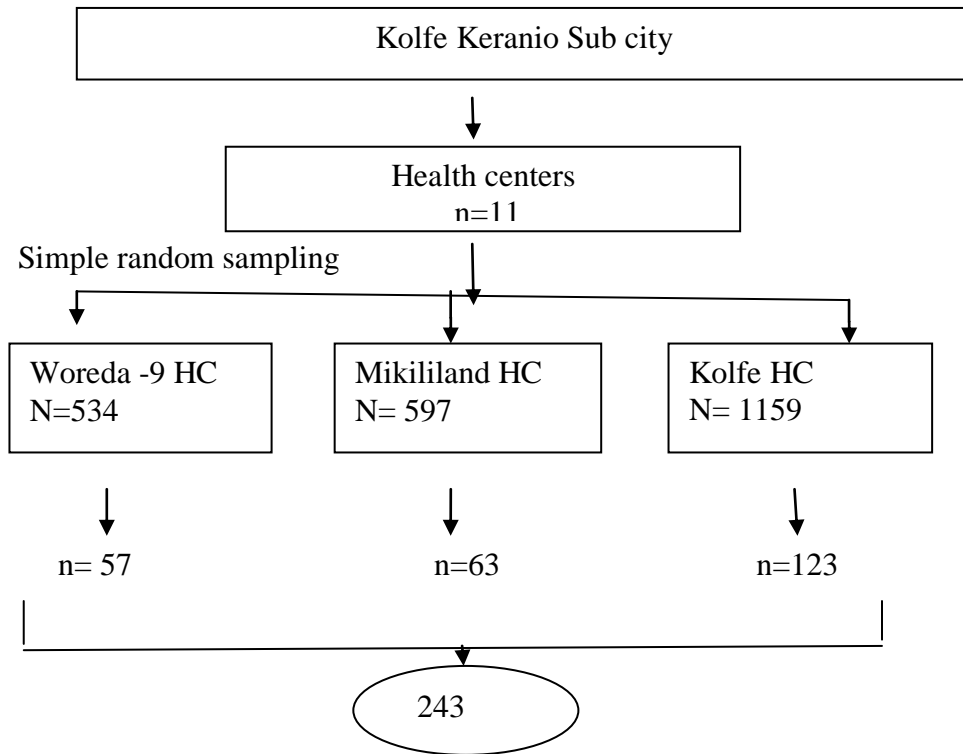 Kolfe Keranio Sub city
Health centers
n=11
Simple random sampling
Woreda -9 HC
N=534
Mikililand HC
N= 597
Kolfe HC
N= 1159
n= 57
n=63
n=123
243